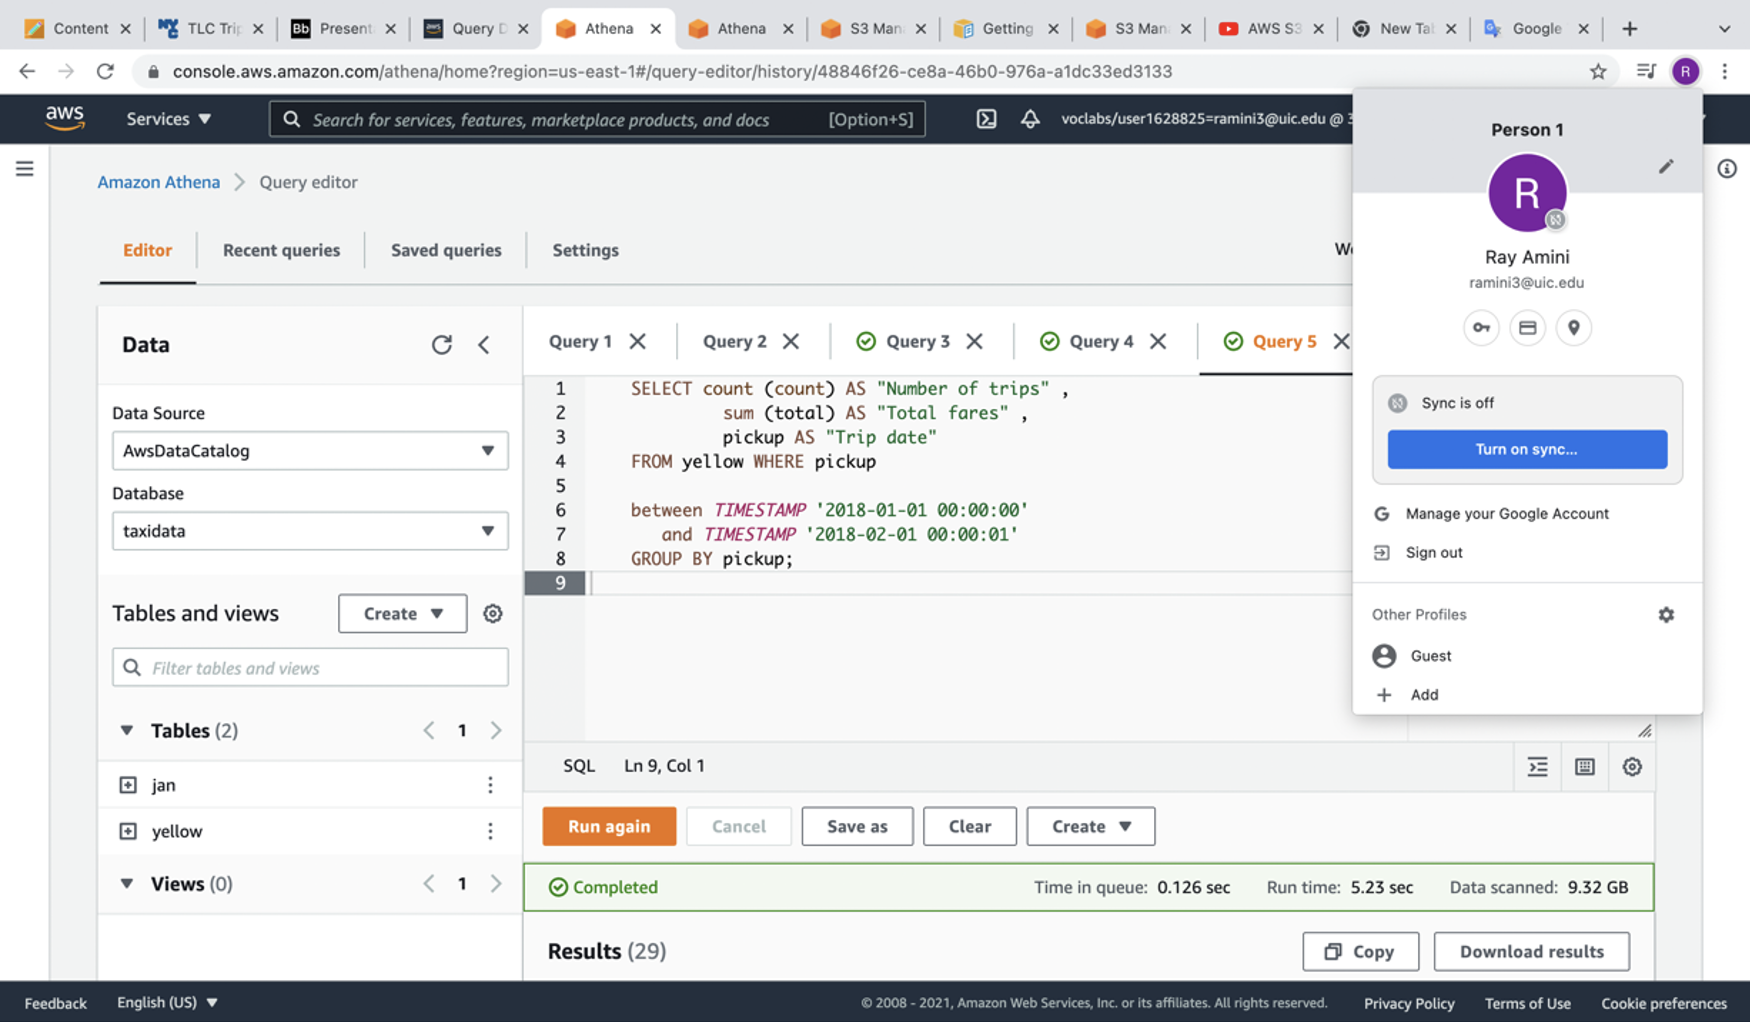 Content
TLC Trip
Bb Present
Query D
Athena
Athena
S3 Man
Getting
S3 Man
AWS S3
New Tab
Google
console.aws.amazon.com/athena/home?region=us-east-1#/query-editor/history/48846f26-ce8a-46b0-976a-a1dc33ed3133
R
aws
Services
Search for services, features, marketplace products, and docs
[Option+S]
voclabs/user1628825=ramini3@uic.edu @ 3
Person 1
R
Ray Amini
ramini3@uic.edu
Sync is off
Turn on sync...
Manage your Google Account
Sign out
Other Profiles
Guest
Add
Amazon Athena
Query editor
Editor
Recent queries
Saved queries
Settings
Data
Data Source
AwsDataCatalog
Database
taxidata
Tables and views
Create
Filter tables and views
Tables (2)
1
jan
yellow
Views (0)
1
Query 1
Query 2
Query 3
Query 4
Query 5
1 SELECT count (count) AS "Number of trips" ,
2 sum (total) AS "Total fares" ,
3 pickup AS "Trip date"
4 FROM yellow WHERE pickup
5
6 between TIMESTAMP '2018-01-01 00:00:00'
7 and TIMESTAMP '2018-02-01 00:00:01'
8 GROUP BY pickup;
9
SQL Ln 9, Col 1
Run again
Cancel
Save as
Clear
Create
Completed
Time in queue: 0.126 sec
Run time: 5.23 sec
Data scanned: 9.32 GB
Results (29)
Copy
Download results
Feedback
English (US)
© 2008 - 2021, Amazon Web Services, Inc. or its affiliates. All rights reserved.
Privacy Policy
Terms of Use
Cookie preferences